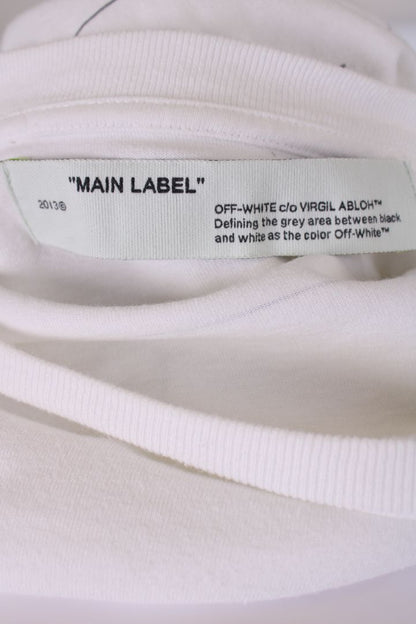 "MAIN LABEL"
2013®
OFF-WHITE c/o VIRGIL ABLOH™
Defining the grey area between black
and white as the color Off-White™